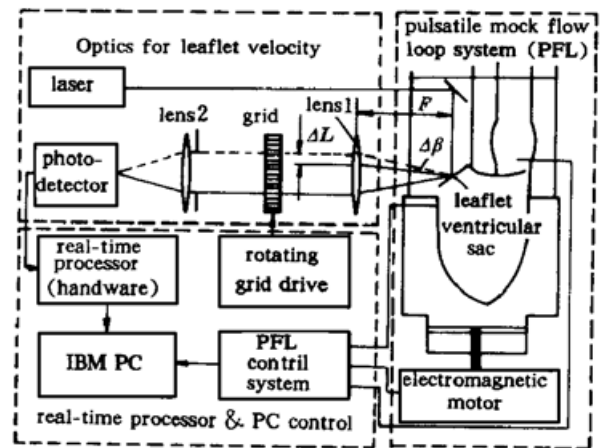 Optics for leaflet velocity
pulsatile mock flow
loop system (PFL)
laser
lens2
grid
lens1
F
ΔL
Δβ
photo-
detector
leaflet
ventricular
sac
real-time
processor
(hardware)
rotating
grid drive
IBM PC
PFL
contril
system
electromagnetic
motor
real-time processor & PC control